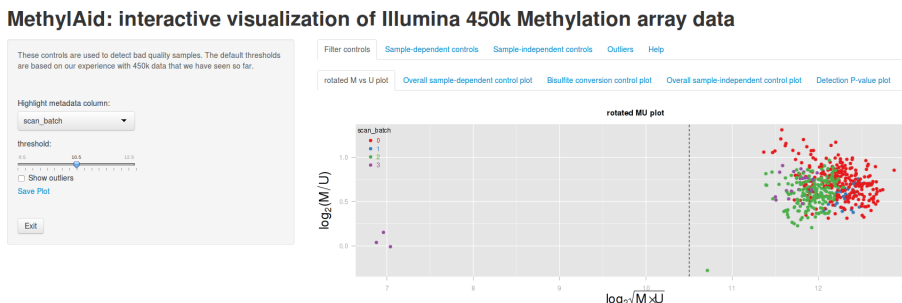 MethylAid: interactive visualization of Illumina 450k Methylation array data
These controls are used to detect bad quality samples. The default thresholds
are based on our experience with 450k data that we have seen so far.
Highlight metadata column:
scan_batch
threshold:
8.5 10.5 12.5
Show outliers
Save Plot
Exit
Filter controls Sample-dependent controls Sample-independent controls Outliers Help
rotated M vs U plot Overall sample-dependent control plot Bisulfite conversion control plot Overall sample-independent control plot Detection P-value plot
rotated MU plot
scan_batch
0
1
2
3
1.0
0.5
0.0
log₂(M/U)
7 8 9 10 11 12
log₂√M×U